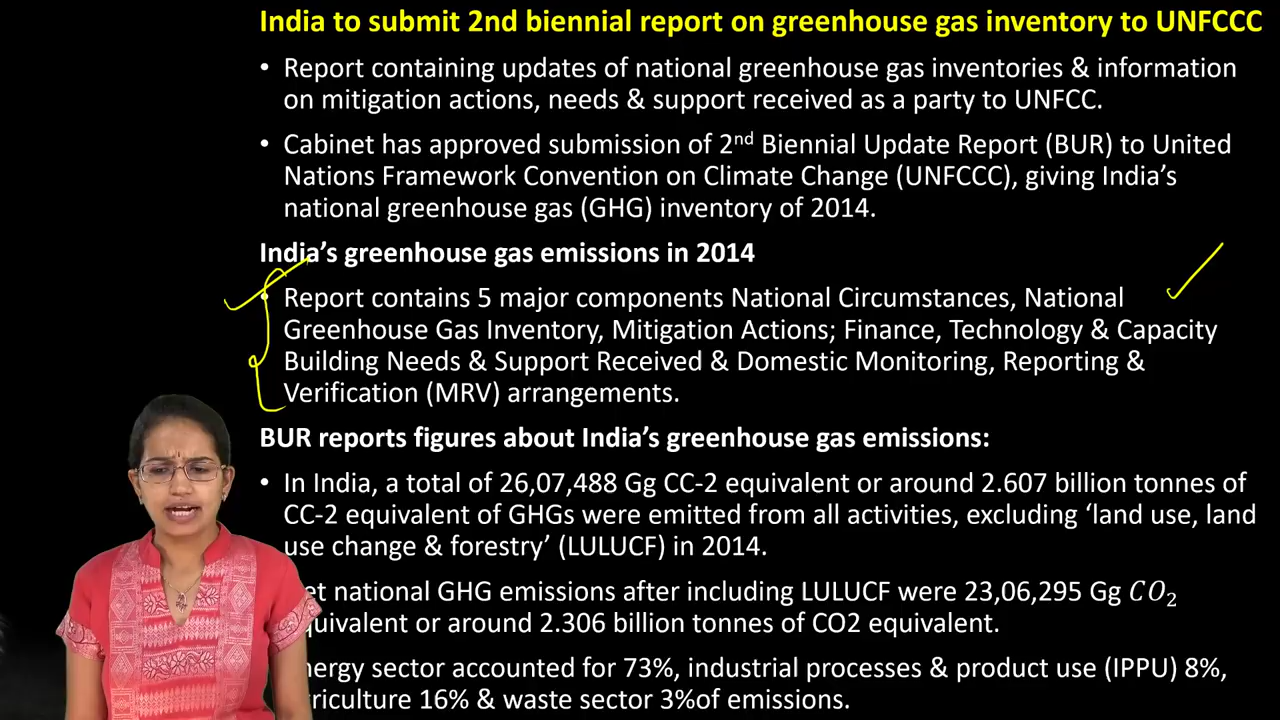 India to submit 2nd biennial report on greenhouse gas inventory to UNFCCC
• Report containing updates of national greenhouse gas inventories & information
on mitigation actions, needs & support received as a party to UNFCC.
• Cabinet has approved submission of 2nd Biennial Update Report (BUR) to United
Nations Framework Convention on Climate Change (UNFCCC), giving India's
national greenhouse gas (GHG) inventory of 2014.
India's greenhouse gas emissions in 2014
• Report contains 5 major components National Circumstances, National
Greenhouse Gas Inventory, Mitigation Actions; Finance, Technology & Capacity
Building Needs & Support Received & Domestic Monitoring, Reporting &
Verification (MRV) arrangements.
BUR reports figures about India's greenhouse gas emissions:
• In India, a total of 26,07,488 Gg CC-2 equivalent or around 2.607 billion tonnes of
CC-2 equivalent of GHGs were emitted from all activities, excluding 'land use, land
use change & forestry' (LULUCF) in 2014.
national GHG emissions after including LULUCF were 23,06,295 Gg CO₂
or around 2.306 billion tonnes of CO2 equivalent.
sector accounted for 73%, industrial processes & product use (IPPU) 8%,
16% & waste sector 3%of emissions.